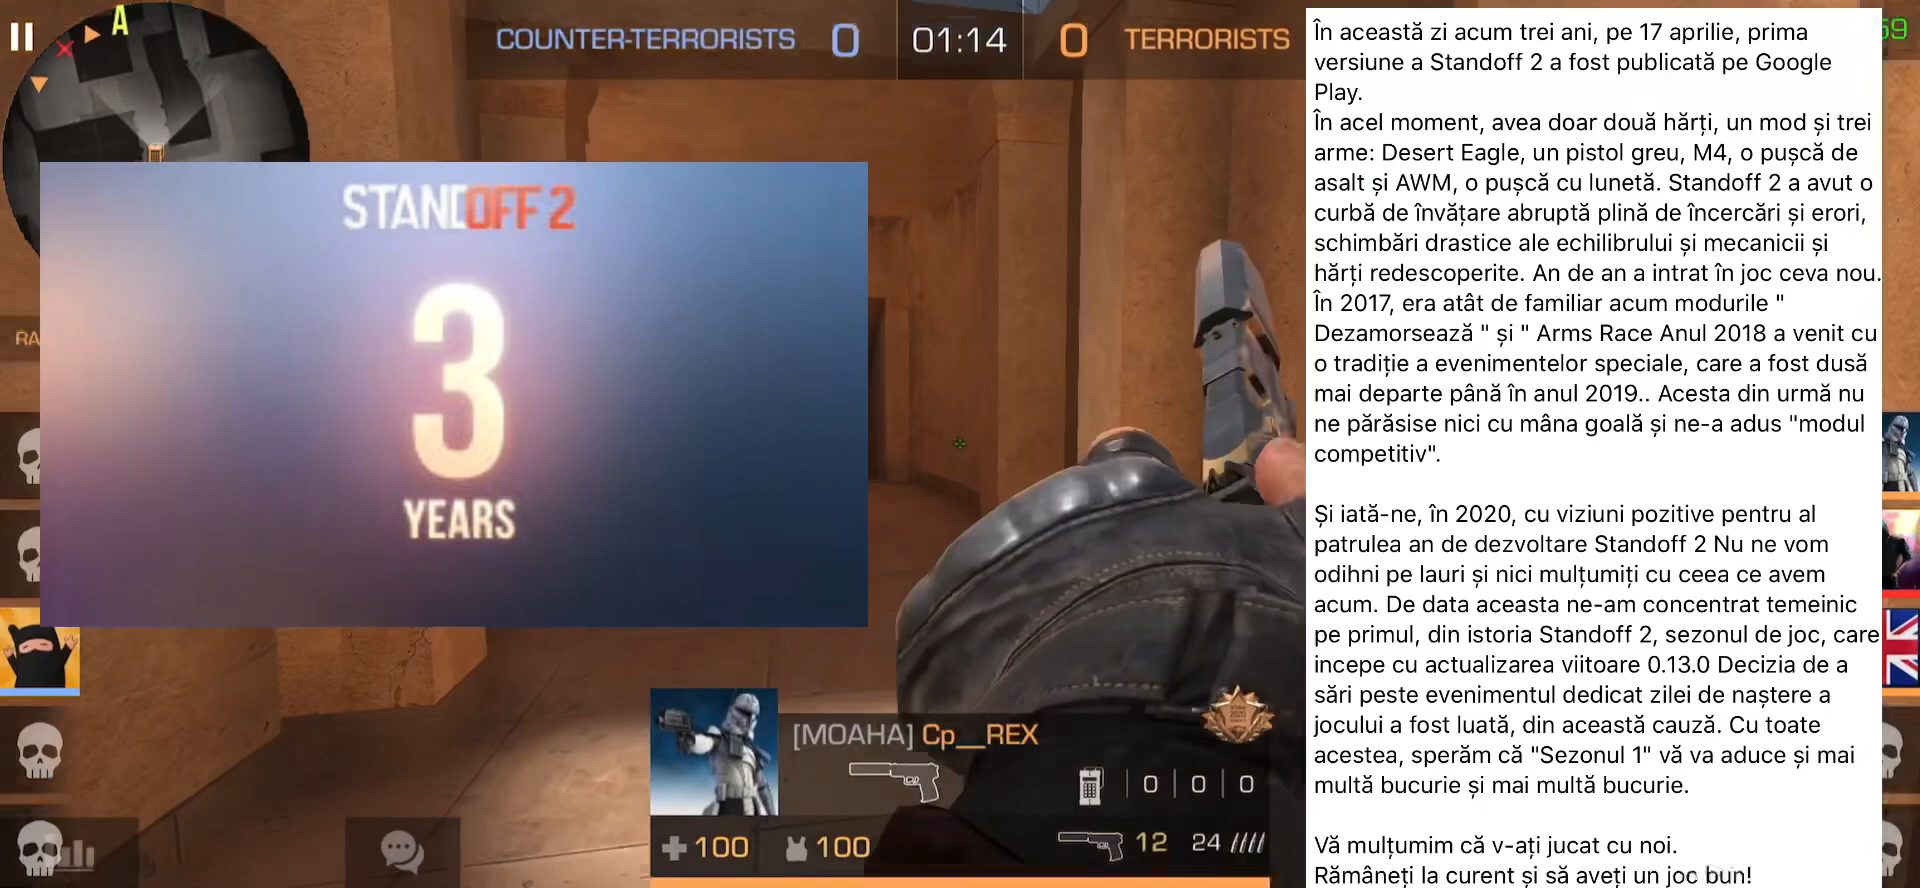 A
COUNTER-TERRORISTS 0 01:14 0 TERRORISTS
59
RA
STANDOFF 2
3
YEARS
În această zi acum trei ani, pe 17 aprilie, prima
versiune a Standoff 2 a fost publicată pe Google
Play.
În acel moment, avea doar două hărți, un mod și trei
arme: Desert Eagle, un pistol greu, M4, o pușcă de
asalt și AWM, o pușcă cu lunetă. Standoff 2 a avut o
curbă de învățare abruptă plină de încercări și erori,
schimbări drastice ale echilibrului și mecanicii și
hărți redescoperite. An de an a intrat în joc ceva nou.
În 2017, era atât de familiar acum modurile "
Dezamorsează " și " Arms Race Anul 2018 a venit cu
o tradiție a evenimentelor speciale, care a fost dusă
mai departe până în anul 2019.. Acesta din urmă nu
ne părăsise nici cu mâna goală și ne-a adus "modul
competitiv".
Și iată-ne, în 2020, cu viziuni pozitive pentru al
patrulea an de dezvoltare Standoff 2 Nu ne vom
odihni pe lauri și nici mulțumiți cu ceea ce avem
acum. De data aceasta ne-am concentrat temeinic
pe primul, din istoria Standoff 2, sezonul de joc, care
incepe cu actualizarea viitoare 0.13.0 Decizia de a
sări peste evenimentul dedicat zilei de naștere a
jocului a fost luată, din această cauză. Cu toate
acestea, sperăm că "Sezonul 1" vă va aduce și mai
multă bucurie și mai multă bucurie.
Vă mulțumim că v-ați jucat cu noi.
Rămâneți la curent și să aveți un joc bun!
[MOAHA] Cp__REX
2020
0 | 0 | 0
100 100 12 24